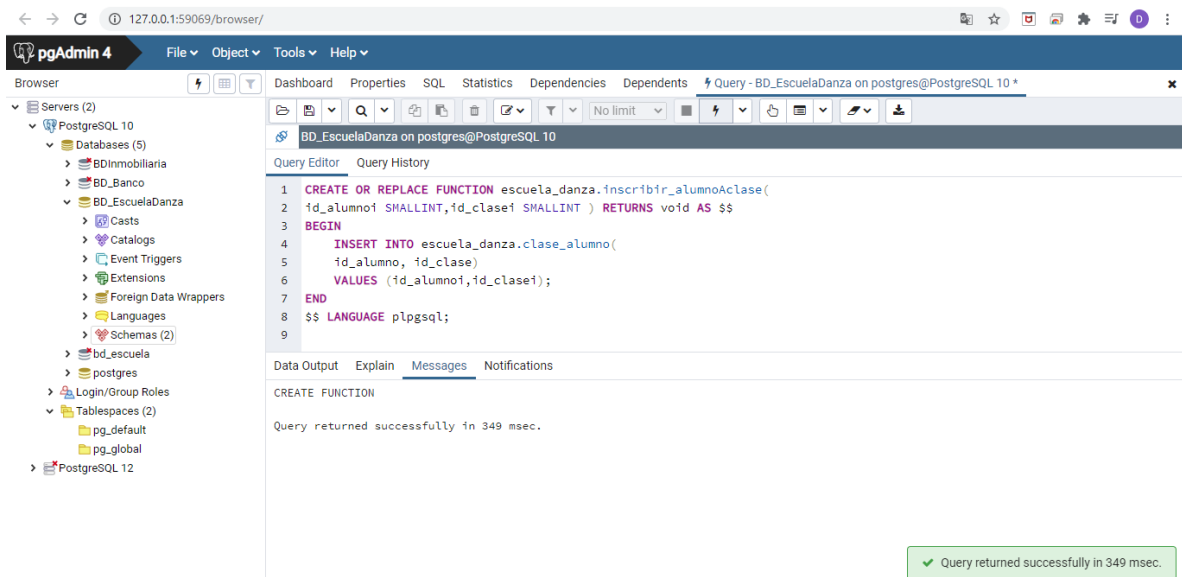 127.0.0.1:59069/browser/
D
pgAdmin 4 File Object Tools Help
Browser
Dashboard Properties SQL Statistics Dependencies Dependents Query - BD_EscuelaDanza on postgres@PostgreSQL 10 *
Servers (2)
PostgreSQL 10
Databases (5)
BDInmobiliaria
BD_Banco
BD_EscuelaDanza
Casts
Catalogs
Event Triggers
Extensions
Foreign Data Wrappers
Languages
Schemas (2)
bd_escuela
postgres
Login/Group Roles
Tablespaces (2)
pg_default
pg_global
PostgreSQL 12
No limit
BD_EscuelaDanza on postgres@PostgreSQL 10
Query Editor Query History
1 CREATE OR REPLACE FUNCTION escuela_danza.inscribir_alumnoAclase(
2 id_alumnoi SMALLINT,id_clasei SMALLINT ) RETURNS void AS $$
3 BEGIN
4 INSERT INTO escuela_danza.clase_alumno(
5 id_alumno, id_clase)
6 VALUES (id_alumnoi,id_clasei);
7 END
8 $$ LANGUAGE plpgsql;
9
Data Output Explain Messages Notifications
CREATE FUNCTION
Query returned successfully in 349 msec.
Query returned successfully in 349 msec.